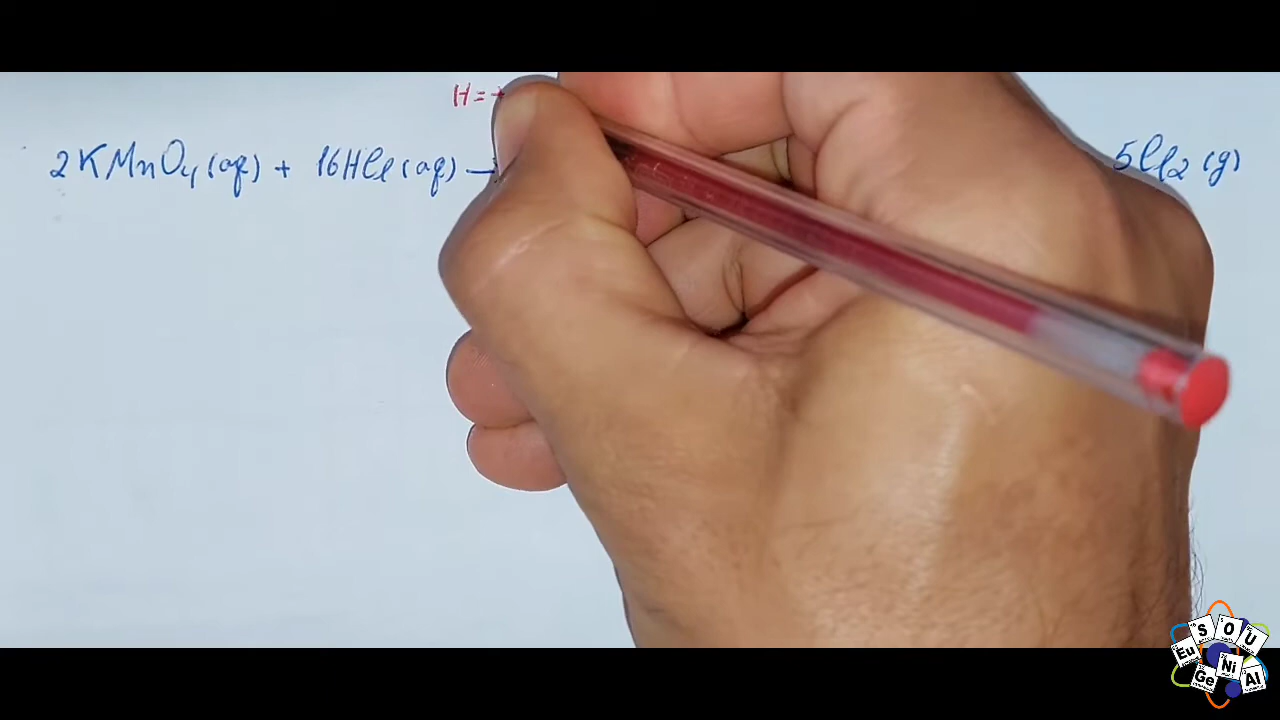 H = +
2KMnO₄(aq) + 16HCl(aq) → 5Cl₂(g)
S O U
Eu Ni
Ge Al